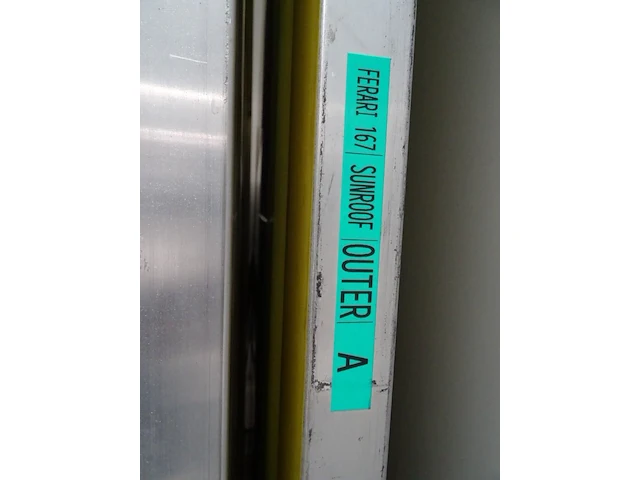 FERARI 167 SUNROOF OUTER A